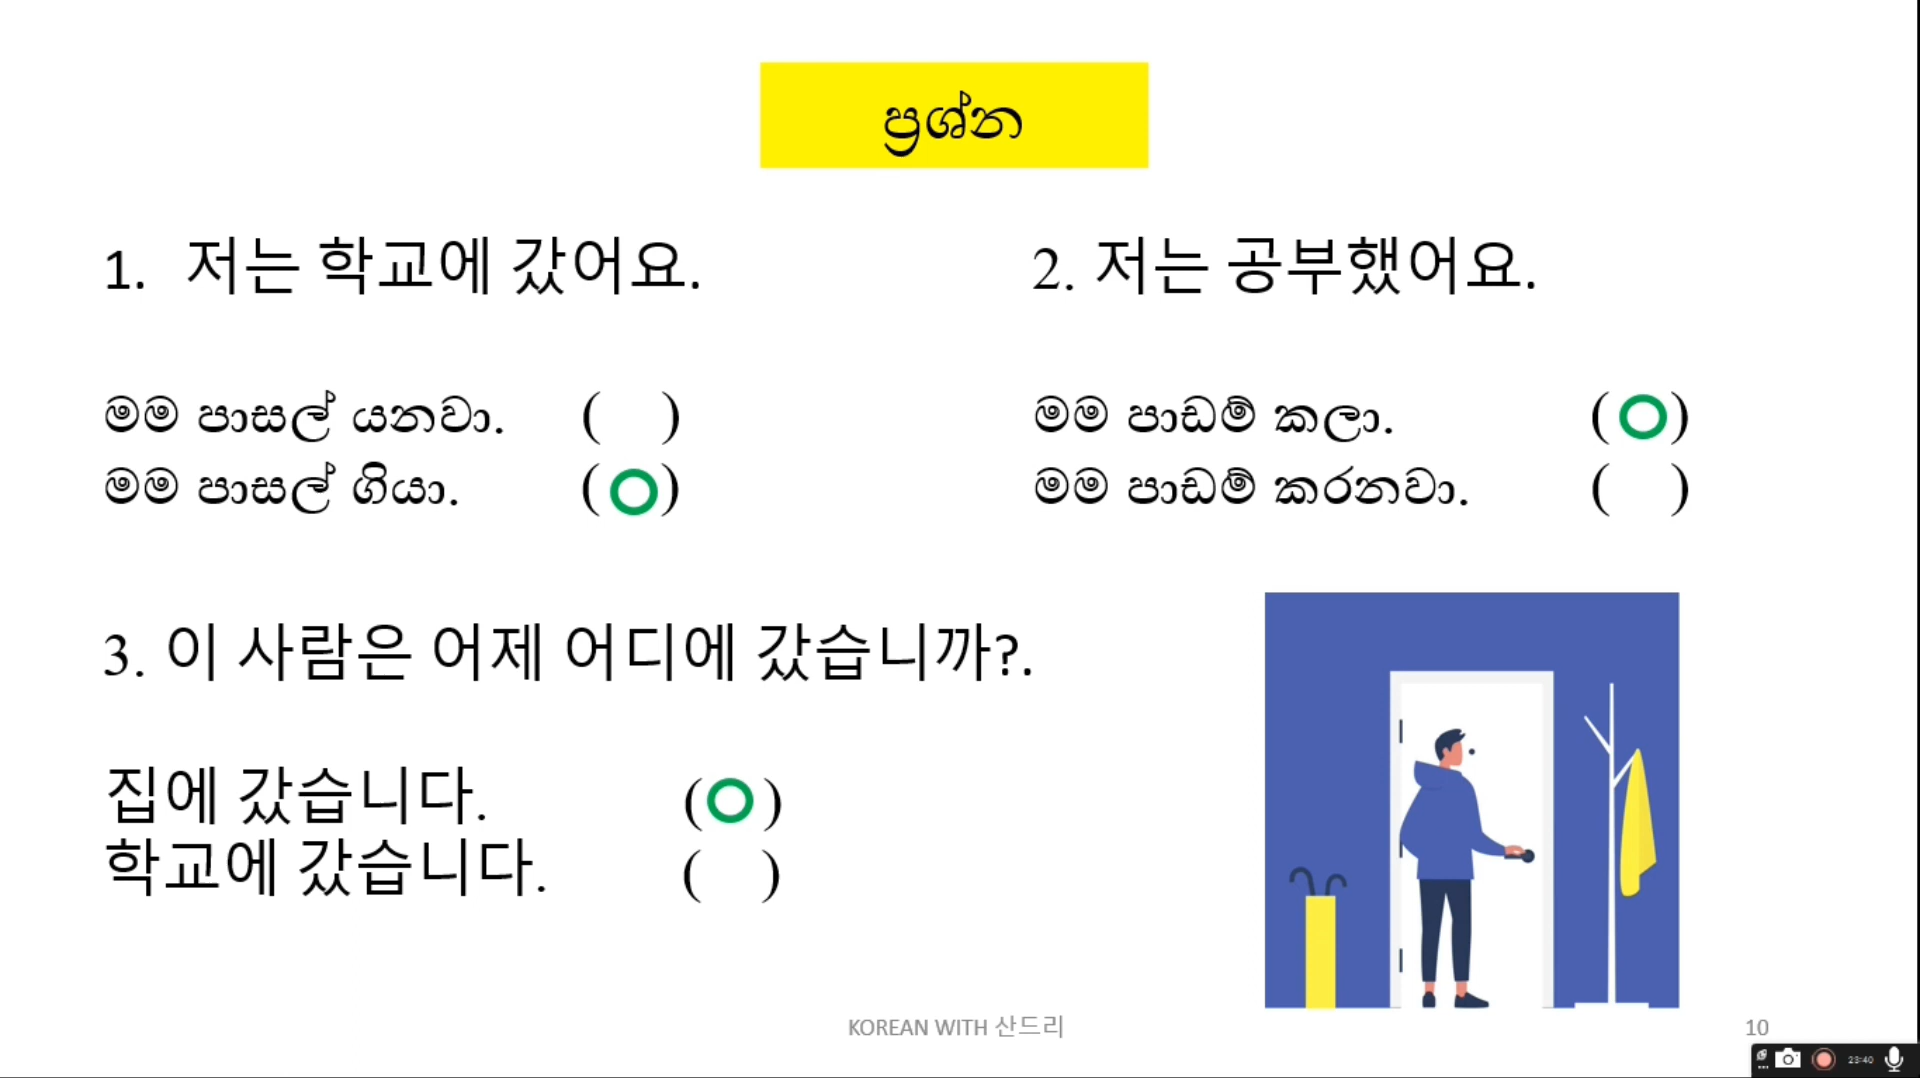 ප්‍රශ්න
1. 저는 학교에 갔어요.
මම පාසල් යනවා. ( )
මම පාසල් ගියා. (O)
2. 저는 공부했어요.
මම පාඩම් කලා. (O)
මම පාඩම් කරනවා. ( )
3. 이 사람은 어제 어디에 갔습니까?.
집에 갔습니다. (O)
학교에 갔습니다. ( )
KOREAN WITH 산드리
10
23:40